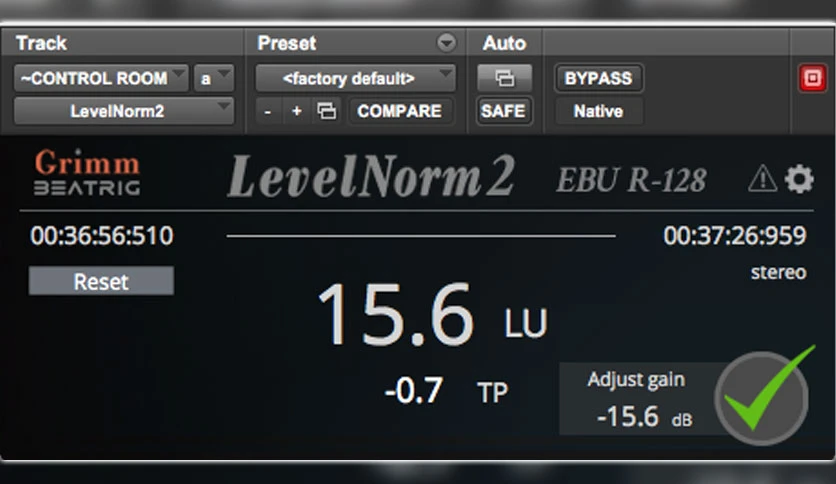 Track Preset Auto
~CONTROL ROOM a <factory default> BYPASS
LevelNorm2 - + COMPARE SAFE Native
Grimm LevelNorm2 EBU R-128
BEATRIG
00:36:56:510 00:37:26:959
Reset stereo
15.6 LU
-0.7 TP
Adjust gain
-15.6 dB